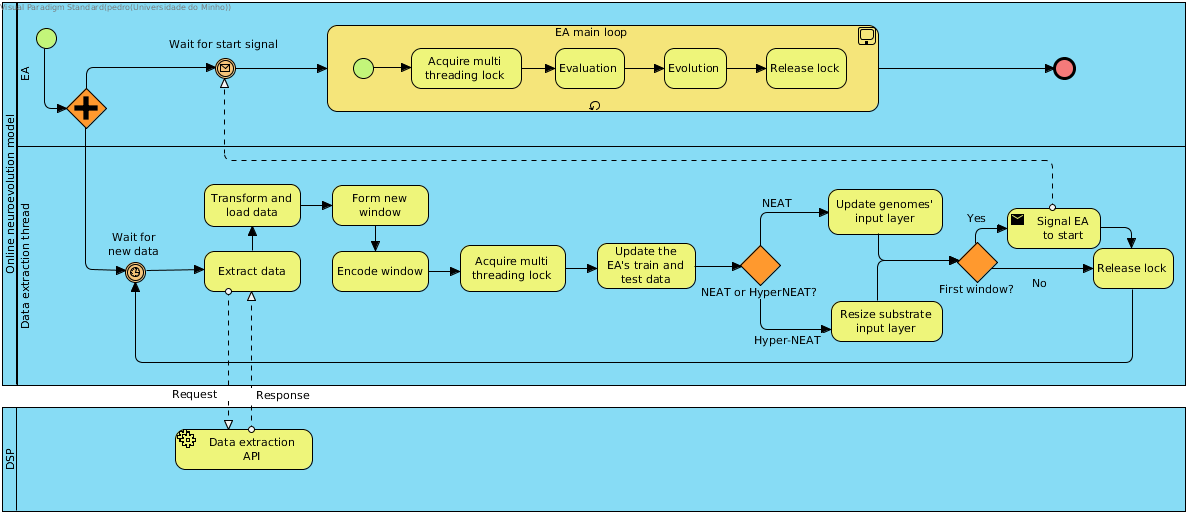 Visual Paradigm Standard(pedro(Universidade do Minho))
Online neuroevolution model
EA
Wait for start signal
EA main loop
Acquire multi
threading lock
Evaluation
Evolution
Release lock
Data extraction thread
Wait for
new data
Transform and
load data
Extract data
Form new
window
Encode window
Acquire multi
threading lock
Update the
EA's train and
test data
NEAT or HyperNEAT?
NEAT
Hyper-NEAT
Update genomes'
input layer
Resize substrate
input layer
First window?
Yes
No
Signal EA
to start
Release lock
Request
Response
DSP
Data extraction
API